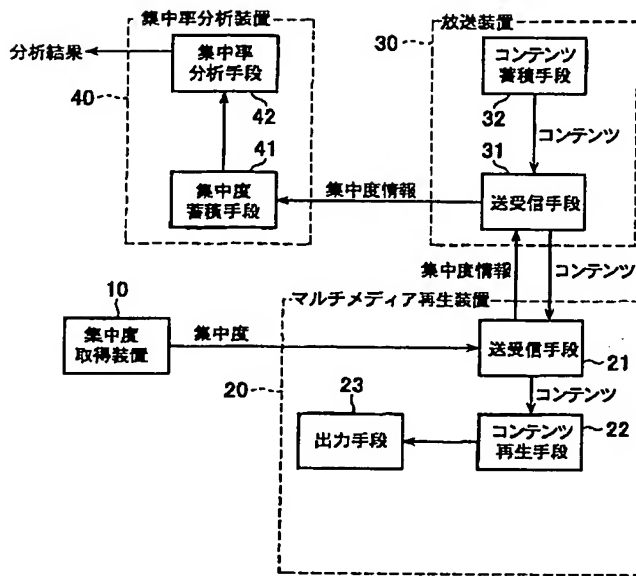 集中率分析装置
分析結果
集中率
分析手段
40
42
41
集中度
蓄積手段
集中度情報
放送装置
30
コンテンツ
蓄積手段
32
コンテンツ
31
送受信手段
集中度情報
コンテンツ
マルチメディア再生装置
10
集中度
取得装置
集中度
送受信手段
21
コンテンツ
20
23
出力手段
コンテンツ
再生手段
22